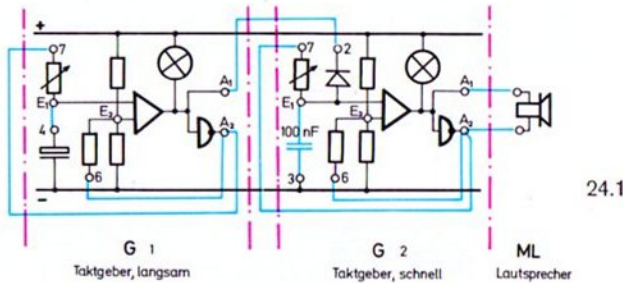 +
7 A₁ 7 2 A₁
E₁ E₂ A₂ E₁ E₂ A₂
4 100 nF
6 3 6
−
24.1
G 1 G 2 ML
Taktgeber, langsam Taktgeber, schnell Lautsprecher